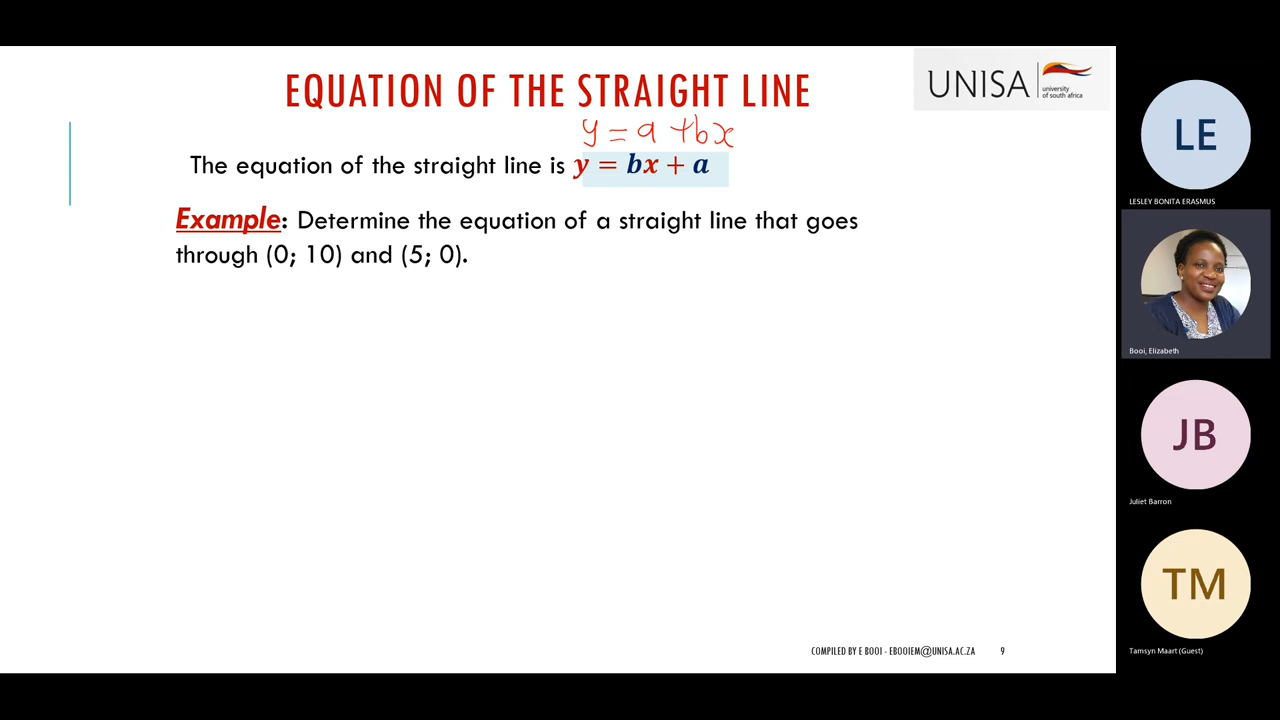 EQUATION OF THE STRAIGHT LINE
UNISA
university
of south africa
y = a + bx
The equation of the straight line is y = bx + a
Example: Determine the equation of a straight line that goes
through (0; 10) and (5; 0).
COMPILED BY E BOOI - EBOOIEM@UNISA.AC.ZA 9
LE
LESLEY BONITA ERASMUS
Booi, Elizabeth
JB
Juliet Barron
TM
Tamsyn Maart (Guest)